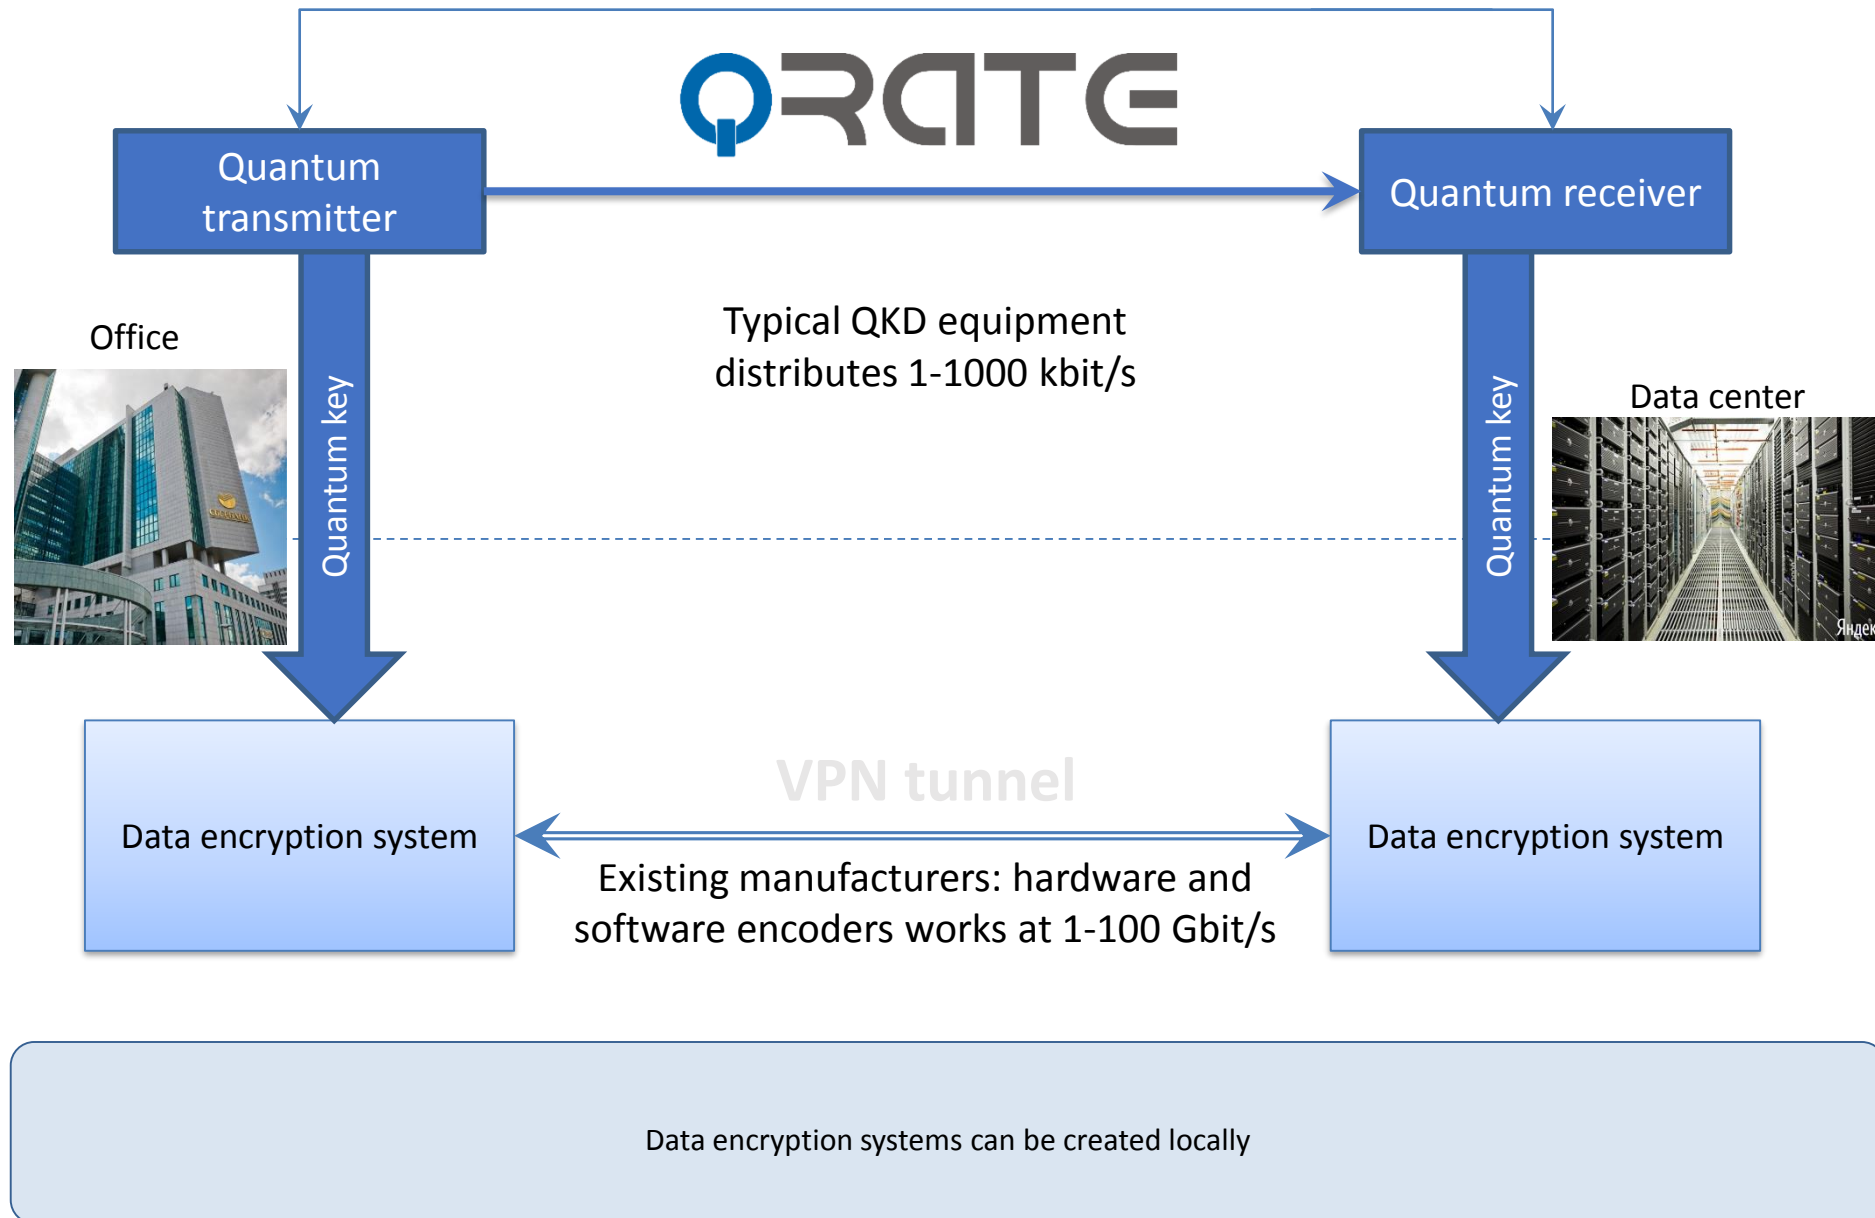 QRATE
Quantum
transmitter
Quantum receiver
Typical QKD equipment
distributes 1-1000 kbit/s
Office
Quantum key
Quantum key
Data center
VPN tunnel
Data encryption system
Data encryption system
Existing manufacturers: hardware and
software encoders works at 1-100 Gbit/s
Data encryption systems can be created locally